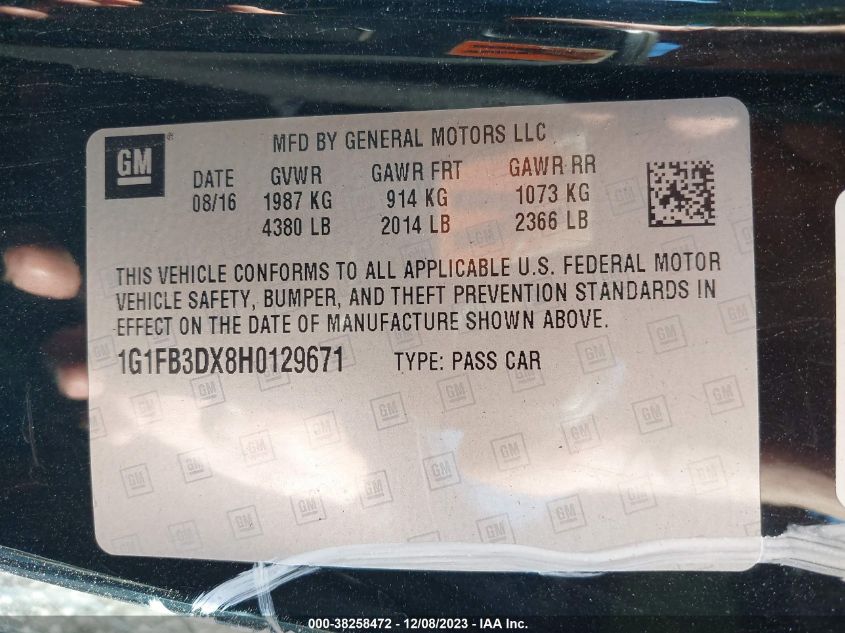 GM ®
MFD BY GENERAL MOTORS LLC
DATE GVWR GAWR FRT GAWR RR
08/16 1987 KG 914 KG 1073 KG
4380 LB 2014 LB 2366 LB
THIS VEHICLE CONFORMS TO ALL APPLICABLE U.S. FEDERAL MOTOR
VEHICLE SAFETY, BUMPER, AND THEFT PREVENTION STANDARDS IN
EFFECT ON THE DATE OF MANUFACTURE SHOWN ABOVE.
1G1FB3DX8H0129671 TYPE: PASS CAR
000-38258472 - 12/08/2023 - IAA Inc.